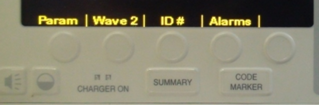 Param | Wave 2 | ID # | Alarms |
CHARGER ON
SUMMARY
CODE
MARKER